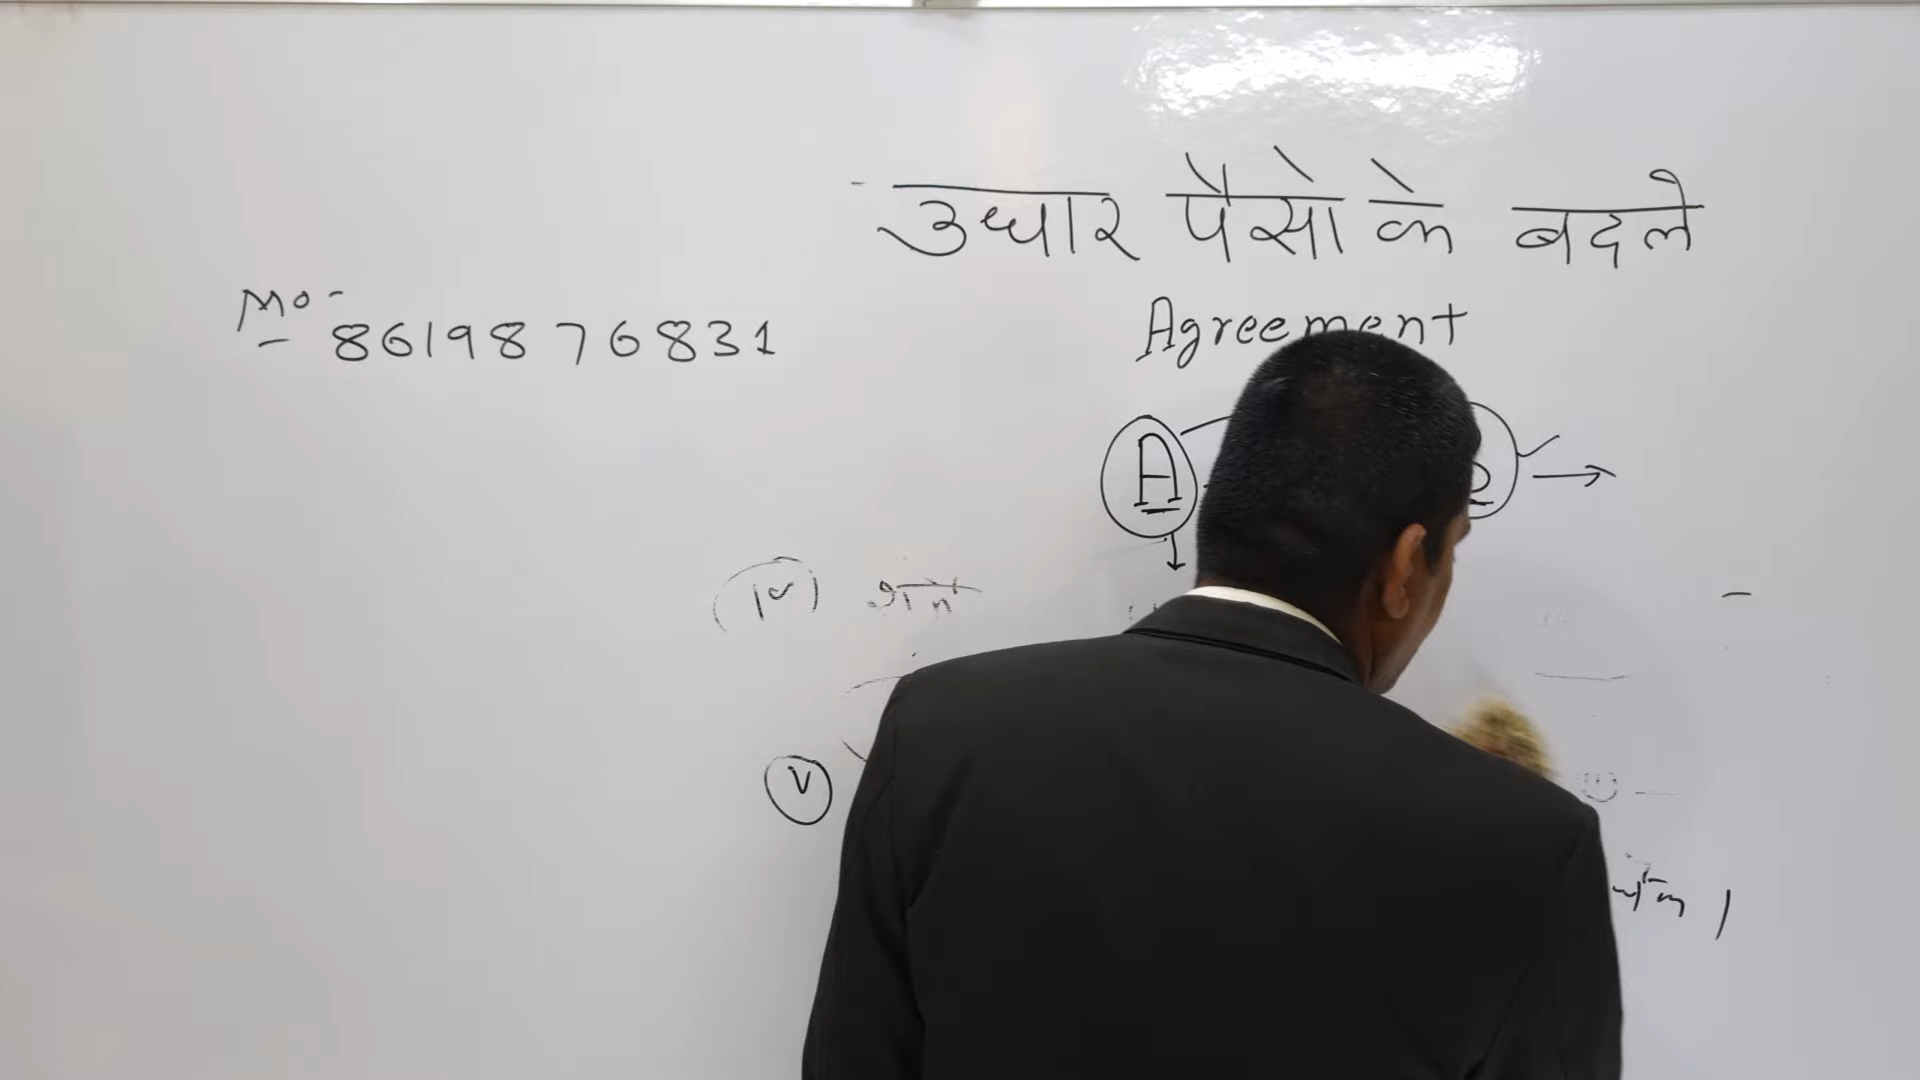 उधार पैसो के बदले
Mo-
8619876831
Agreement
A
(iv) शर्ते
V